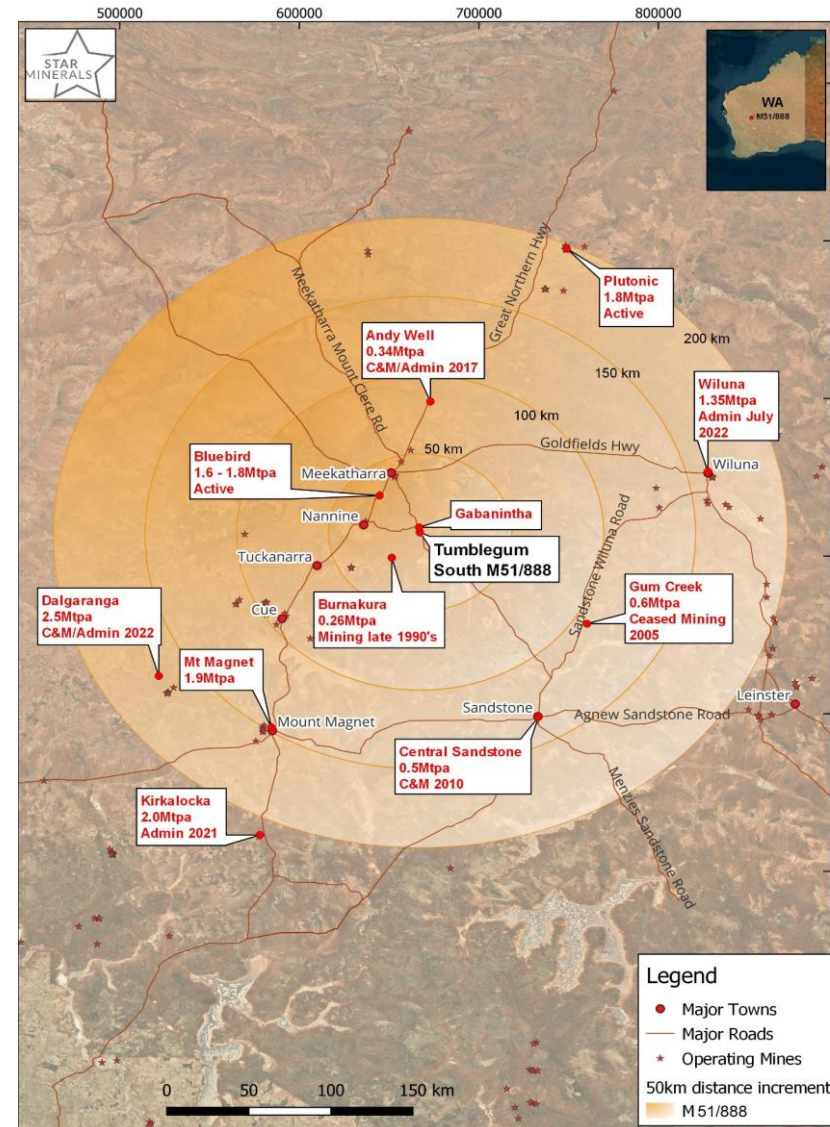 500000
600000
700000
800000
STAR
MINERALS
WA
M51/888
Great Northern Hwy
Meekatharra Mount Clere Rd
Plutonic
1.8Mtpa
Active
200 km
Andy Well
0.34Mtpa
C&M/Admin 2017
150 km
100 km
Wiluna
1.35Mtpa
Admin July
2022
50 km
Goldfields Hwy
Bluebird
1.6 - 1.8Mtpa
Active
Meekatharra
Wiluna
Nannine
Gabanintha
Tumblegum
South M51/888
Sandstone Wiluna Road
Tuckanarra
Dalgaranga
2.5Mtpa
C&M/Admin 2022
Cue
Burnakura
0.26Mtpa
Mining late 1990's
Gum Creek
0.6Mtpa
Ceased Mining
2005
Mt Magnet
1.9Mtpa
Mount Magnet
Sandstone
Agnew Sandstone Road
Leinster
Central Sandstone
0.5Mtpa
C&M 2010
Menzies Sandstone Road
Kirkalocka
2.0Mtpa
Admin 2021
Legend
Major Towns
Major Roads
Operating Mines
50km distance increment
M51/888
0 50 100 150 km